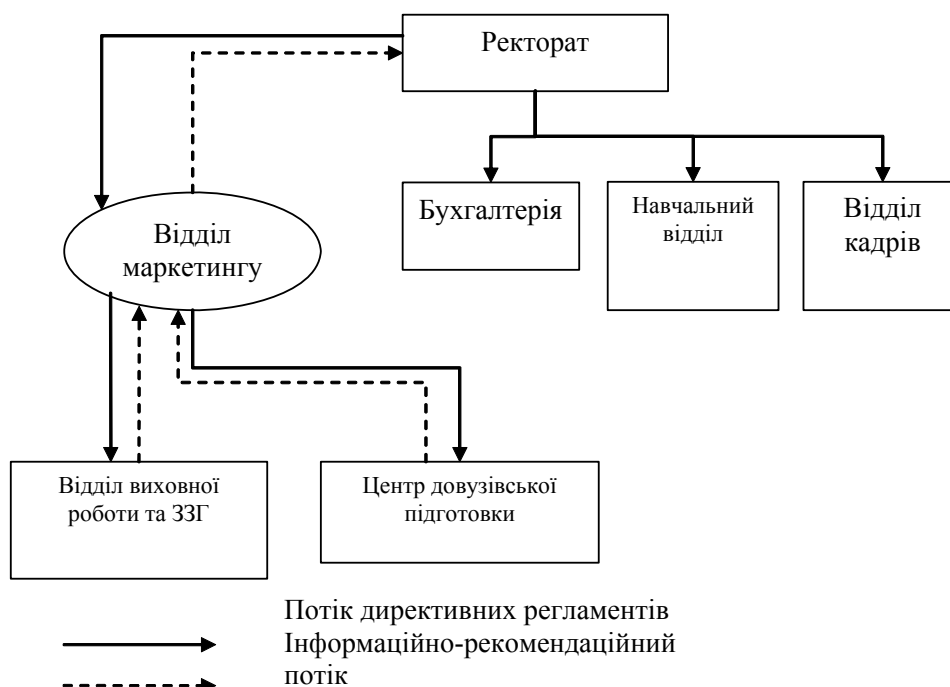 Ректорат
Бухгалтерія
Навчальний
відділ
Відділ
кадрів
Відділ
маркетингу
Відділ виховної
роботи та ЗЗГ
Центр довузівської
підготовки
Потік директивних регламентів
Інформаційно-рекомендаційний
потік